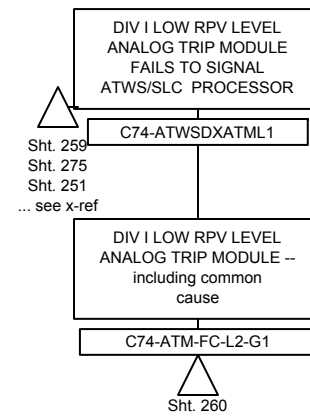 DIV I LOW RPV LEVEL
ANALOG TRIP MODULE
FAILS TO SIGNAL
ATWS/SLC PROCESSOR
C74-ATWSDXATML1
Sht. 259
Sht. 275
Sht. 251
... see x-ref
DIV I LOW RPV LEVEL
ANALOG TRIP MODULE --
including common
cause
C74-ATM-FC-L2-G1
Sht. 260